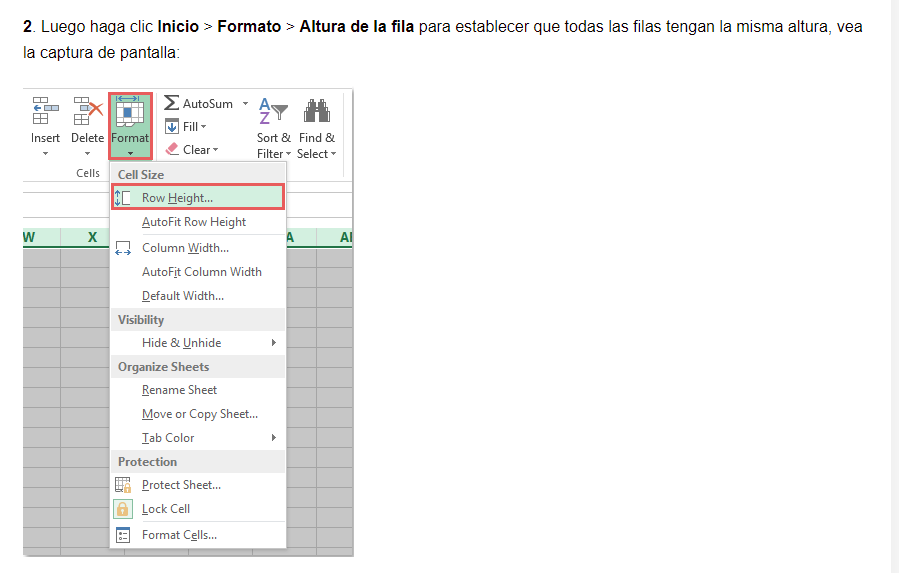 2. Luego haga clic Inicio > Formato > Altura de la fila para establecer que todas las filas tengan la misma altura, vea
la captura de pantalla:
Insert
Delete
Format
Cells
AutoSum
Fill
Clear
Sort &
Filter
Find &
Select
Cell Size
Row Height...
AutoFit Row Height
W X A
Column Width...
AutoFit Column Width
Default Width...
Visibility
Hide & Unhide
Organize Sheets
Rename Sheet
Move or Copy Sheet...
Tab Color
Protection
Protect Sheet...
Lock Cell
Format Cells...